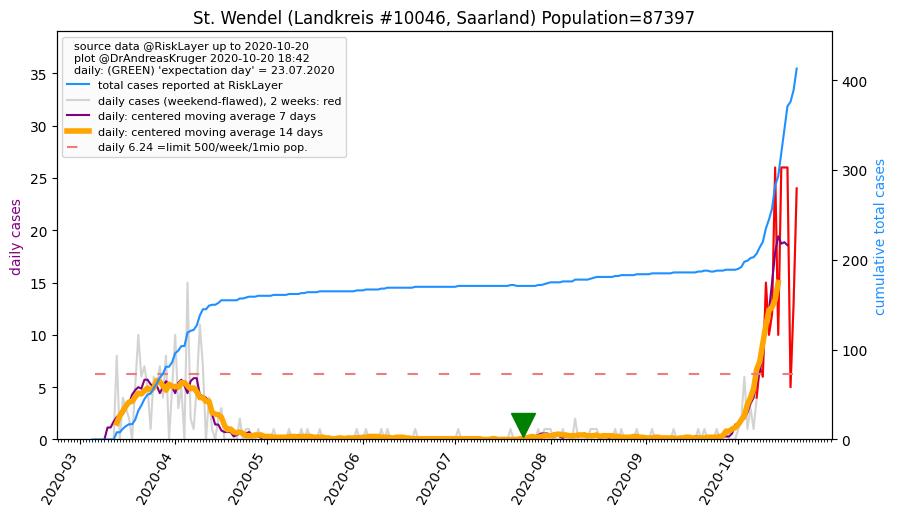 St. Wendel (Landkreis #10046, Saarland) Population=87397
source data @RiskLayer up to 2020-10-20
plot @DrAndreasKruger 2020-10-20 18:42
daily: (GREEN) 'expectation day' = 23.07.2020
total cases reported at RiskLayer
daily cases (weekend-flawed), 2 weeks: red
daily: centered moving average 7 days
daily: centered moving average 14 days
daily 6.24 =limit 500/week/1mio pop.
daily cases
35
30
25
20
15
10
5
0
cumulative total cases
400
300
200
100
0
2020-03
2020-04
2020-05
2020-06
2020-07
2020-08
2020-09
2020-10